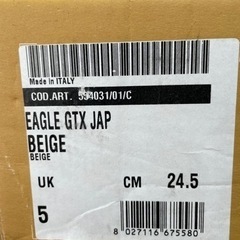 Made in ITALY
COD.ART. 594031/01/C
EAGLE GTX JAP
BEIGE
BEIGE
UK CM 24.5
5
8 027116 675580